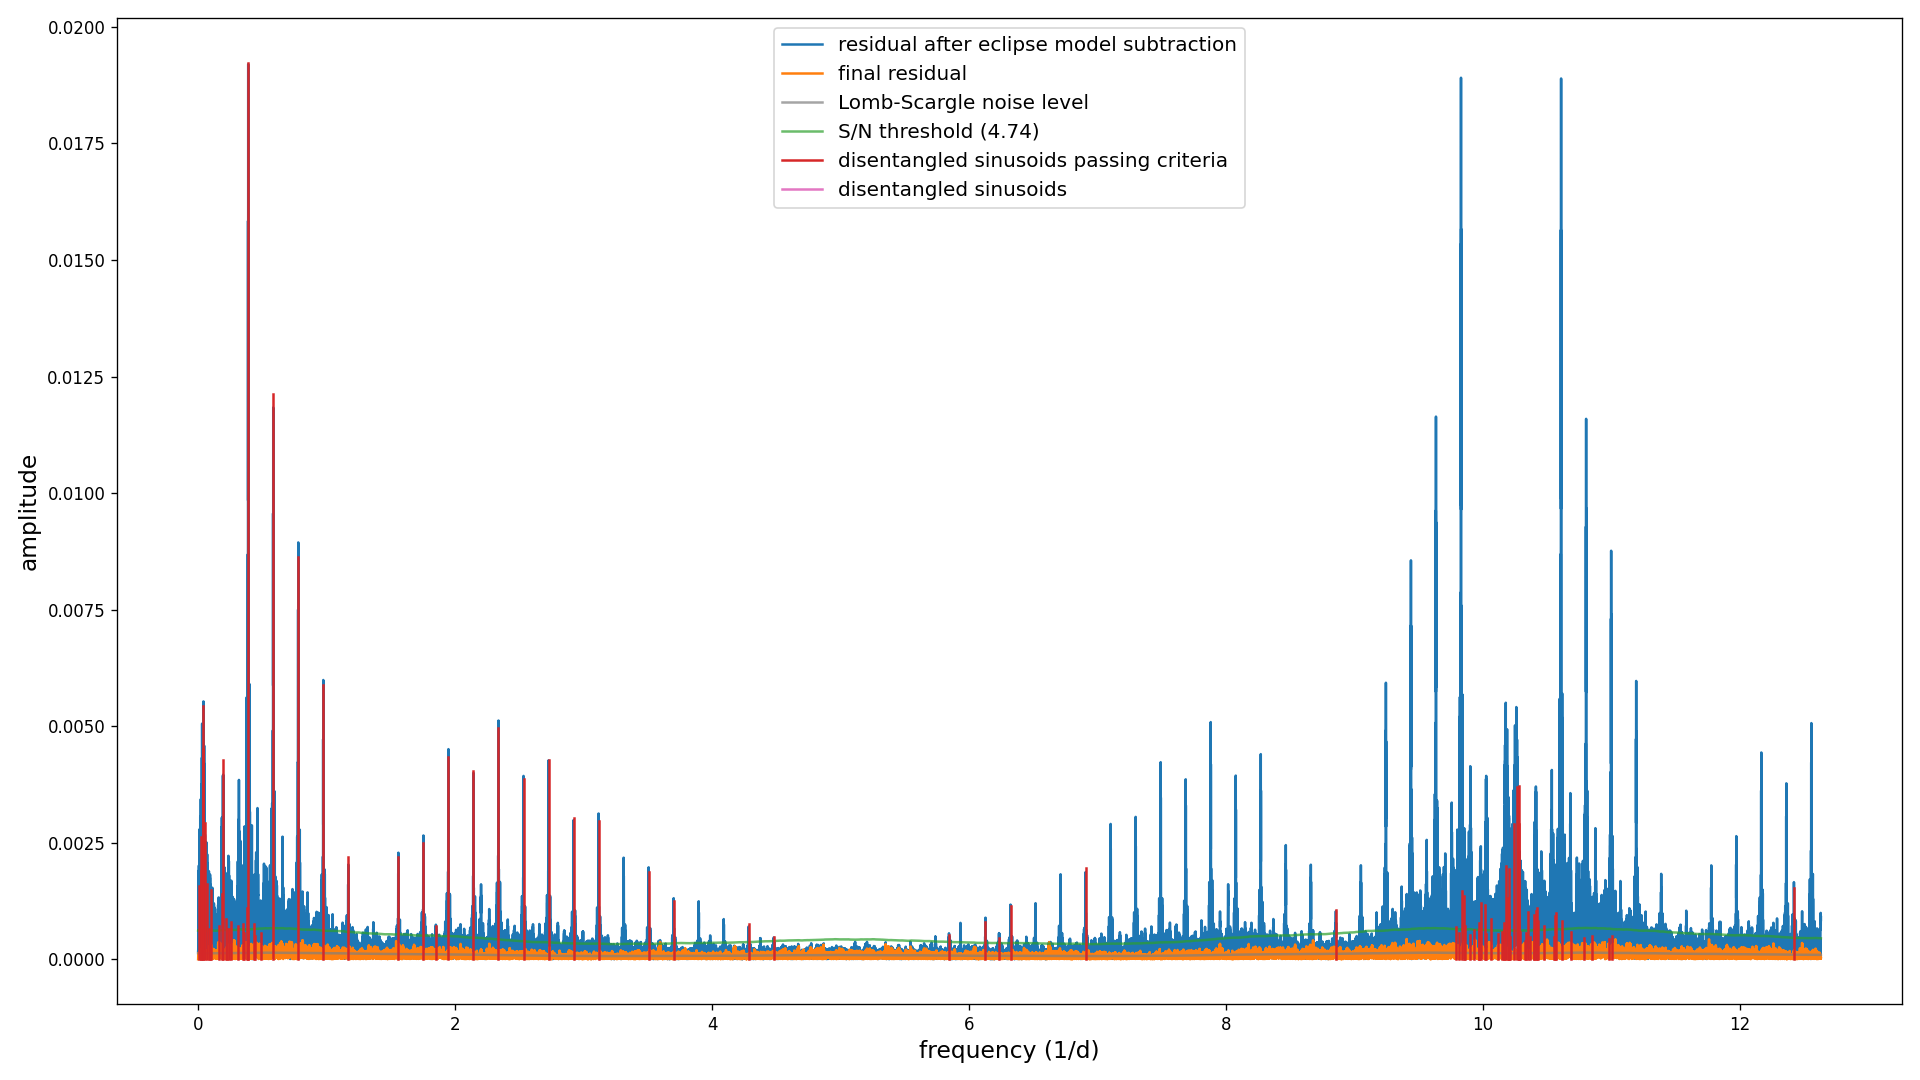 residual after eclipse model subtraction
final residual
Lomb-Scargle noise level
S/N threshold (4.74)
disentangled sinusoids passing criteria
disentangled sinusoids
0.0200
0.0175
0.0150
0.0125
0.0100
0.0075
0.0050
0.0025
0.0000
amplitude
0 2 4 6 8 10 12
frequency (1/d)